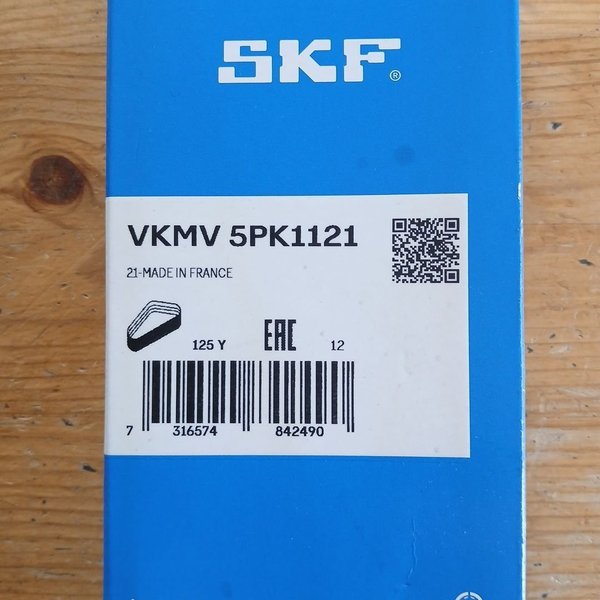 SKF®
VKMV 5PK1121
21-MADE IN FRANCE
125 Y EAC 12
7 316574 842490